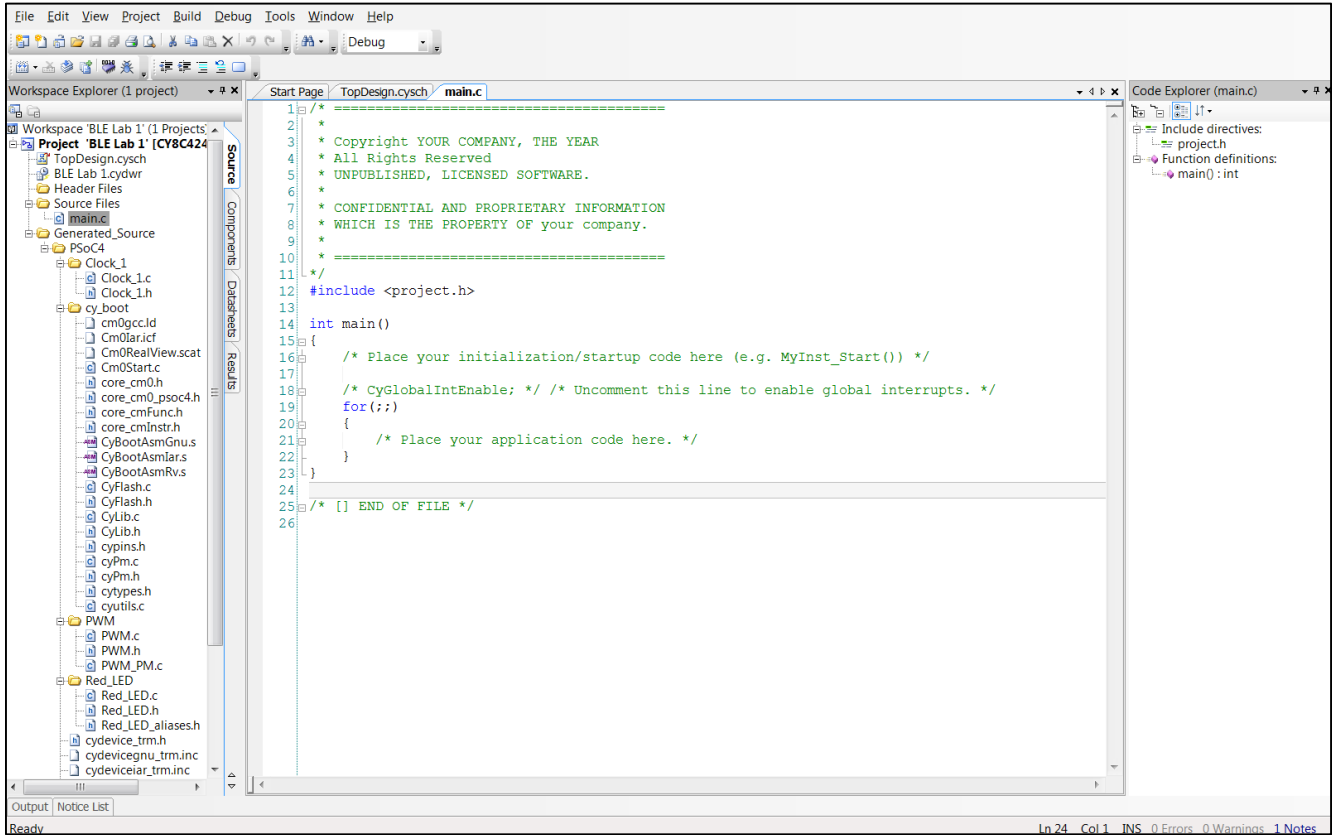 File Edit View Project Build Debug Tools Window Help
Debug
Workspace Explorer (1 project)
Workspace 'BLE Lab 1' (1 Projects)
Project 'BLE Lab 1' [CY8C424
TopDesign.cysch
BLE Lab 1.cydwr
Header Files
Source Files
main.c
Generated_Source
PSoC4
Clock_1
Clock_1.c
Clock_1.h
cy_boot
cm0gcc.ld
Cm0Iar.icf
Cm0RealView.scat
Cm0Start.c
core_cm0.h
core_cm0_psoc4.h
core_cmFunc.h
core_cmInstr.h
CyBootAsmGnu.s
CyBootAsmIar.s
CyBootAsmRv.s
CyFlash.c
CyFlash.h
CyLib.c
CyLib.h
cypins.h
cyPm.c
cyPm.h
cytypes.h
cyutils.c
PWM
PWM.c
PWM.h
PWM_PM.c
Red_LED
Red_LED.c
Red_LED.h
Red_LED_aliases.h
cydevice_trm.h
cydevicegnu_trm.inc
cydeviceiar_trm.inc
Source
Components
Datasheets
Results
Start Page TopDesign.cysch main.c
1 /* ========================================
2 *
3 * Copyright YOUR COMPANY, THE YEAR
4 * All Rights Reserved
5 * UNPUBLISHED, LICENSED SOFTWARE.
6 *
7 * CONFIDENTIAL AND PROPRIETARY INFORMATION
8 * WHICH IS THE PROPERTY OF your company.
9 *
10 * ========================================
11 */
12 #include <project.h>
13
14 int main()
15 {
16 /* Place your initialization/startup code here (e.g. MyInst_Start()) */
17
18 /* CyGlobalIntEnable; */ /* Uncomment this line to enable global interrupts. */
19 for(;;)
20 {
21 /* Place your application code here. */
22 }
23 }
24
25 /* [] END OF FILE */
26
Code Explorer (main.c)
Include directives:
project.h
Function definitions:
main() : int
Output Notice List
Ready
Ln 24 Col 1 INS 0 Errors 0 Warnings 1 Notes